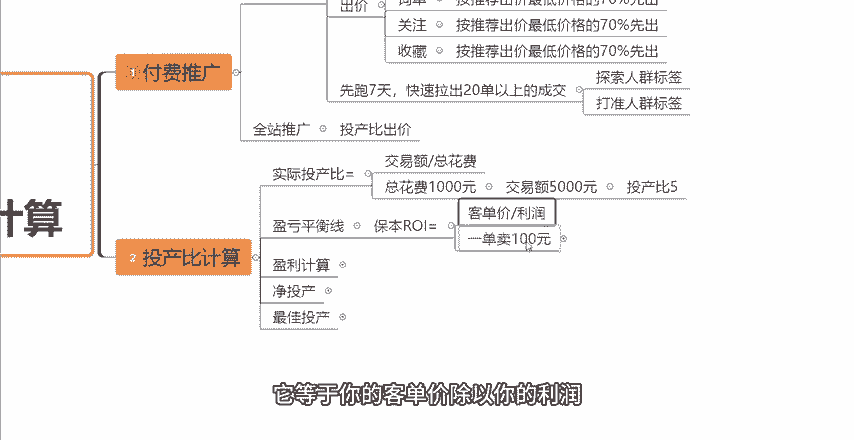 出价
询单
按推荐出价最低价格的70%先出
关注
按推荐出价最低价格的70%先出
收藏
按推荐出价最低价格的70%先出
1 付费推广
先跑7天，快速拉出20单以上的成交
探索人群标签
打准人群标签
全站推广
投产比出价
计算
2 投产比计算
实际投产比=
交易额/总花费
总花费1000元
交易额5000元
投产比5
盈亏平衡线
保本ROI=
客单价/利润
一单卖100元
盈利计算
净投产
最佳投产
它等于你的客单价除以你的利润